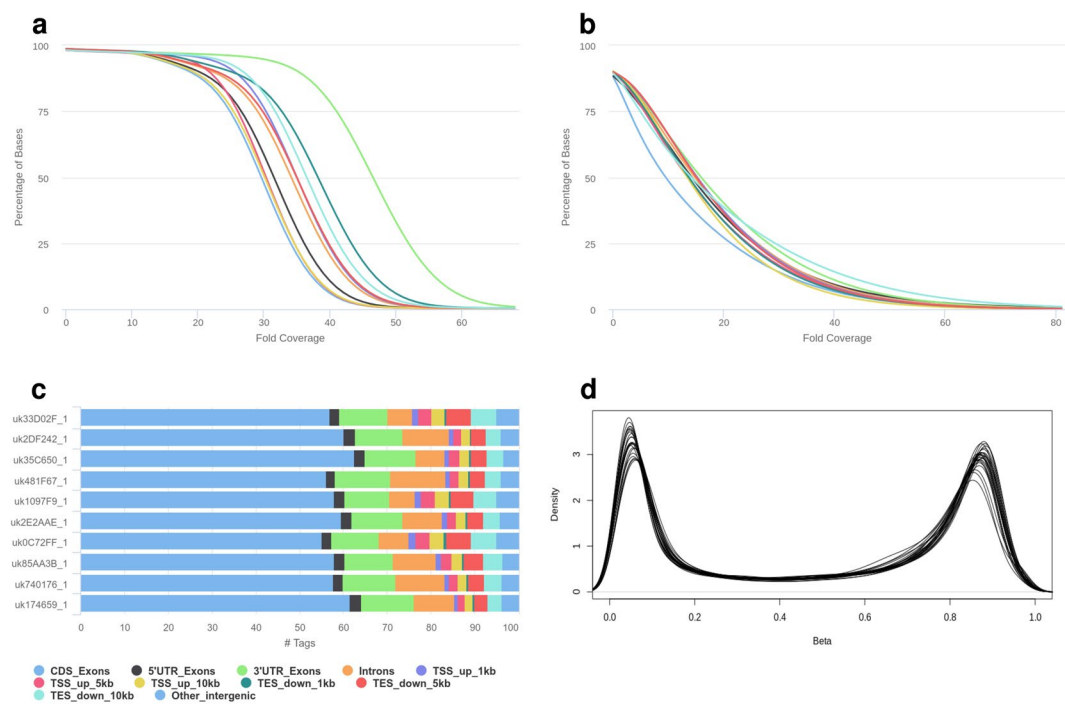 a
b
100
75
50
25
0
Percentage of Bases
0
20
30
40
50
60
Fold Coverage
100
75
50
25
0
Percentage of Bases
0
20
40
60
80
Fold Coverage
c
d
uk33D02F_1
uk2DF242_1
uk35C650_1
uk481F67_1
uk1097F9_1
uk2E2AAE_1
uk0C72FF_1
uk85AA3B_1
uk740176_1
uk174659_1
0 10 20 30 40 50 60 70 80 90 100
# Tags
CDS_Exons 5'UTR_Exons 3'UTR_Exons Introns TSS_up_1kb
TSS_up_5kb TSS_up_10kb TES_down_1kb TES_down_5kb
TES_down_10kb Other_intergenic
Density
3
2
1
0
0.0 0.2 0.4 0.6 0.8 1.0
Beta